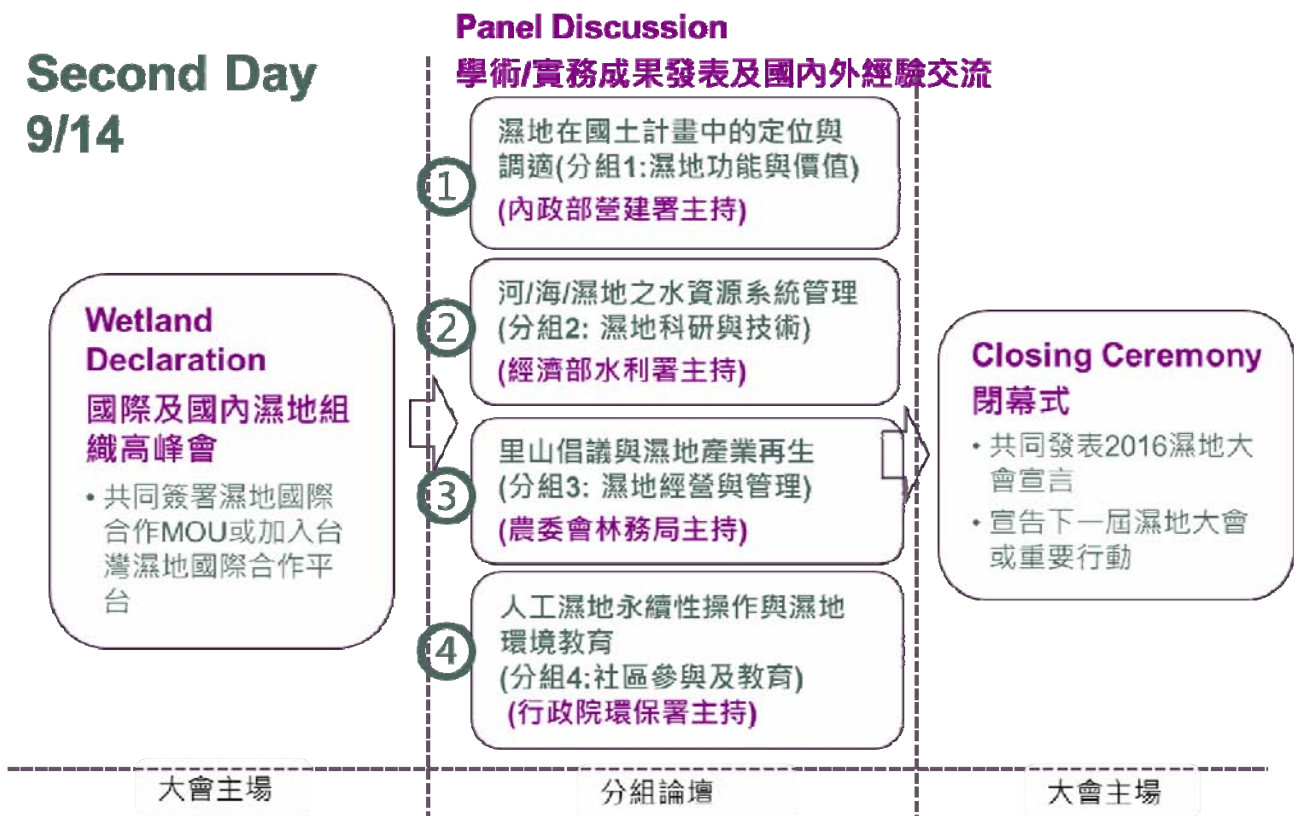 Second Day
9/14
Panel Discussion
學術/實務成果發表及國內外經驗交流
Wetland
Declaration
國際及國內濕地組
織高峰會
• 共同簽署濕地國際
合作MOU或加入台
灣濕地國際合作平
台
1
濕地在國土計畫中的定位與
調適(分組1:濕地功能與價值)
(內政部營建署主持)
2
河/海/濕地之水資源系統管理
(分組2: 濕地科研與技術)
(經濟部水利署主持)
3
里山倡議與濕地產業再生
(分組3: 濕地經營與管理)
(農委會林務局主持)
4
人工濕地永續性操作與濕地
環境教育
(分組4:社區參與及教育)
(行政院環保署主持)
Closing Ceremony
閉幕式
• 共同發表2016濕地大
會宣言
• 宣告下一屆濕地大會
或重要行動
大會主場
分組論壇
大會主場